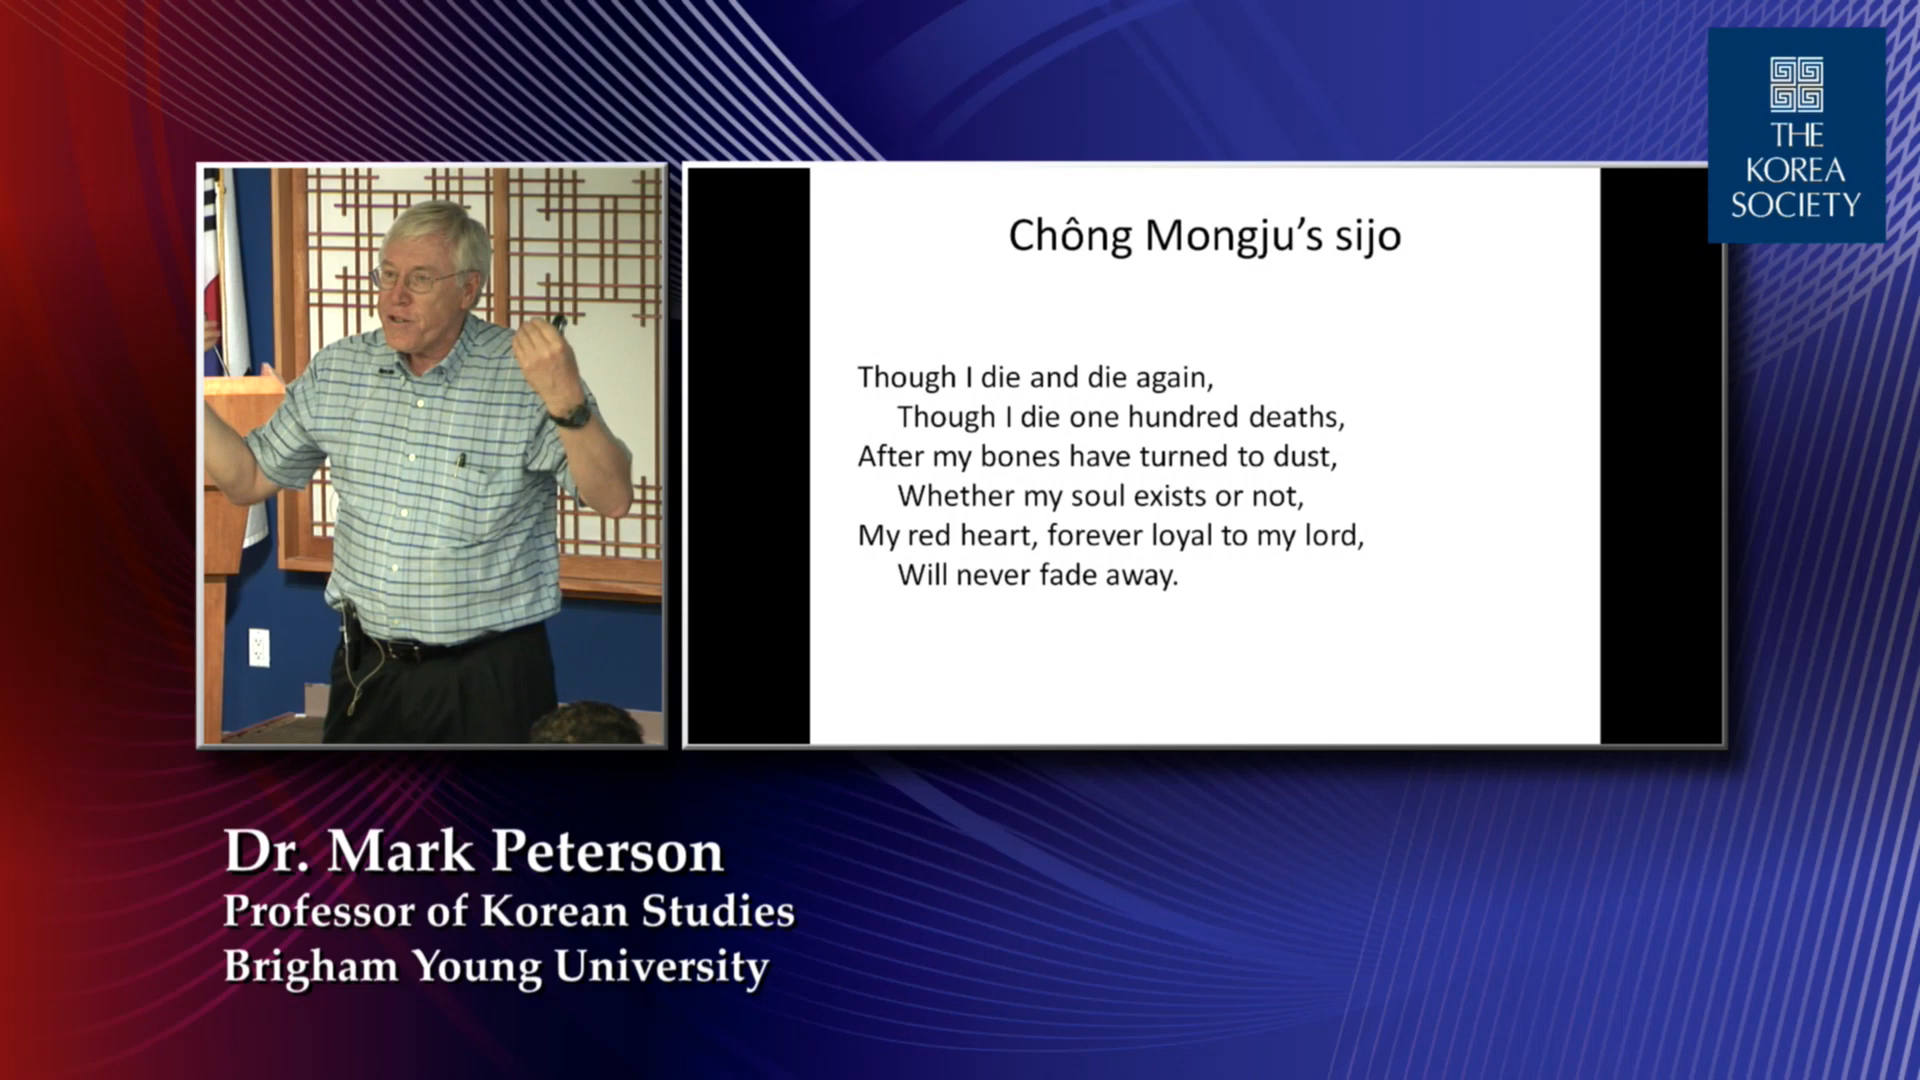 THE
KOREA
SOCIETY
Chông Mongju’s sijo
Though I die and die again,
Though I die one hundred deaths,
After my bones have turned to dust,
Whether my soul exists or not,
My red heart, forever loyal to my lord,
Will never fade away.
Dr. Mark Peterson
Professor of Korean Studies
Brigham Young University